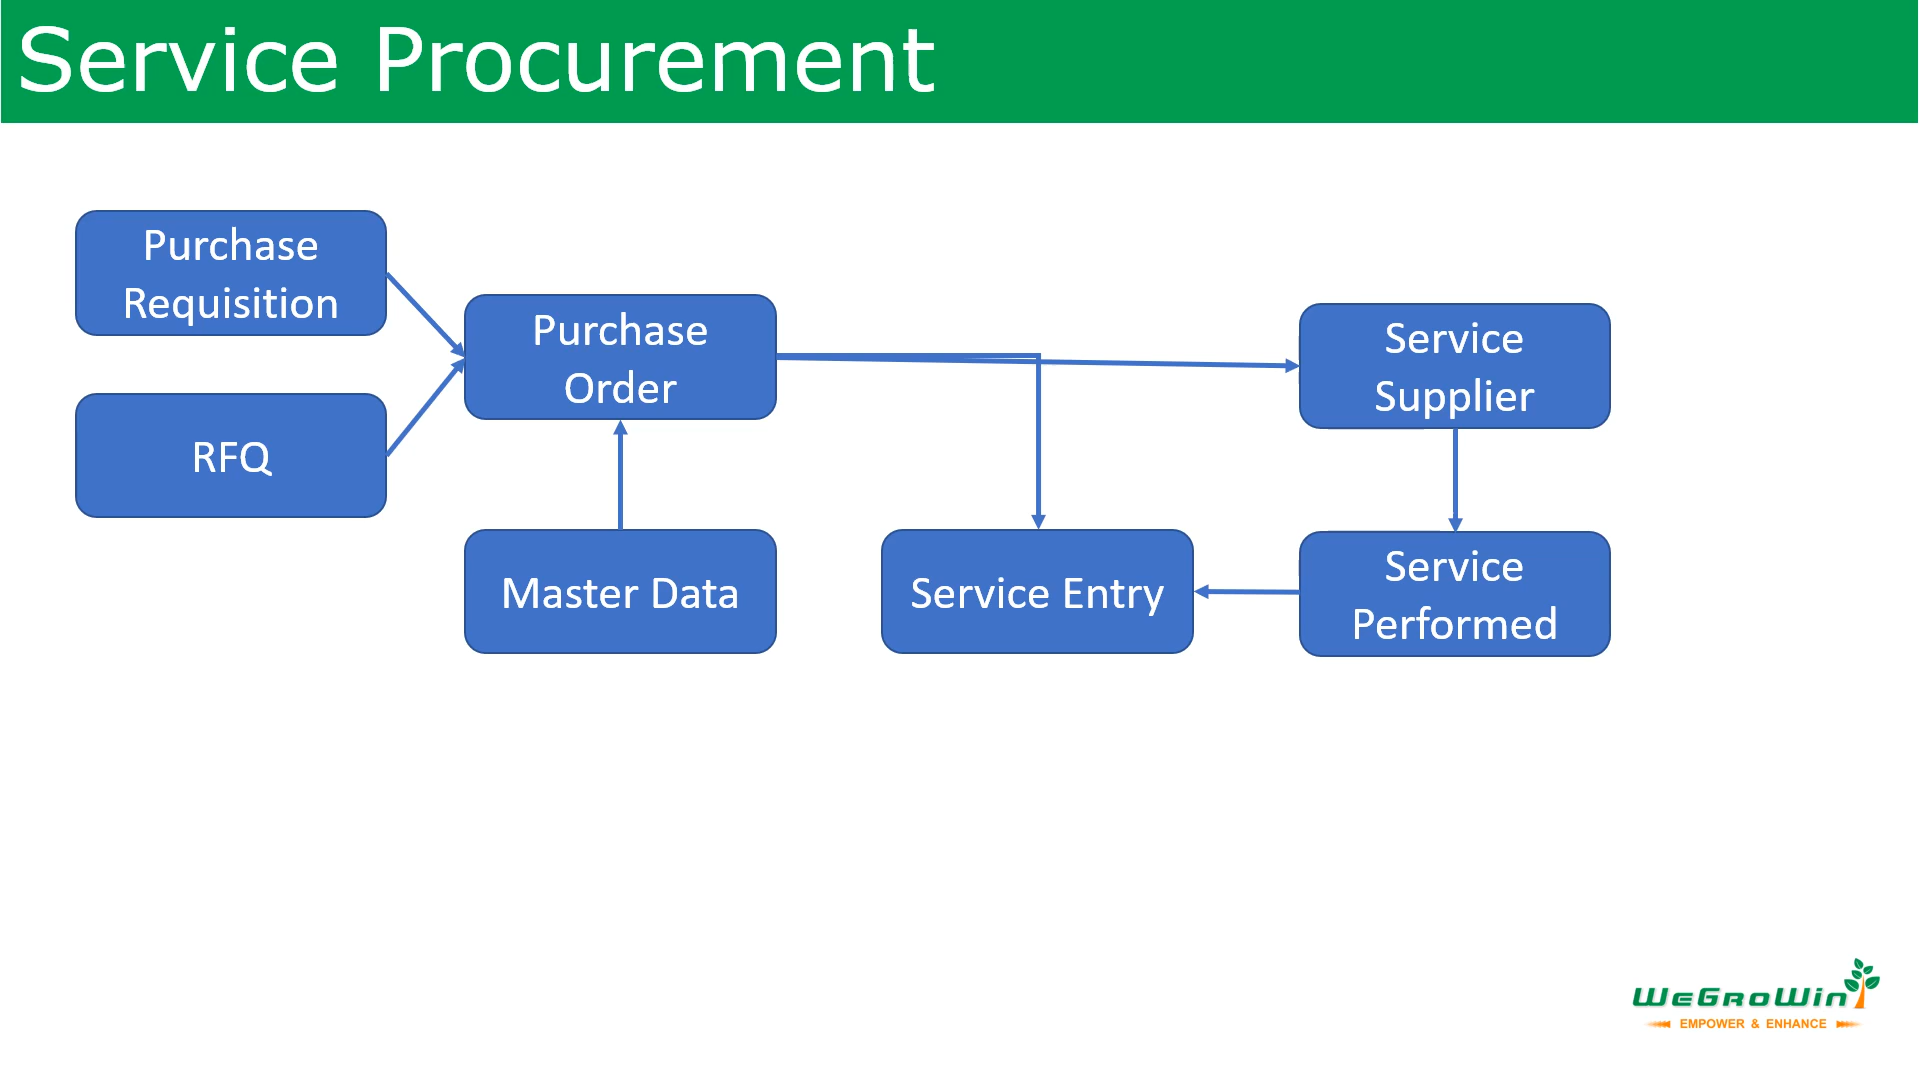 Service Procurement
Purchase
Requisition
RFQ
Purchase
Order
Master Data
Service Entry
Service
Supplier
Service
Performed
WeGroWin
EMPOWER & ENHANCE